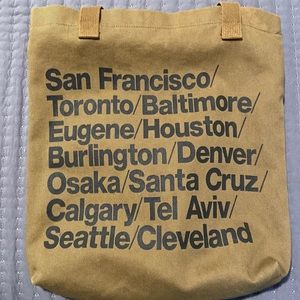 San Francisco/
Toronto/Baltimore/
Eugene/Houston/
Burlington/Denver/
Osaka/Santa Cruz/
Calgary/Tel Aviv/
Seattle/Cleveland